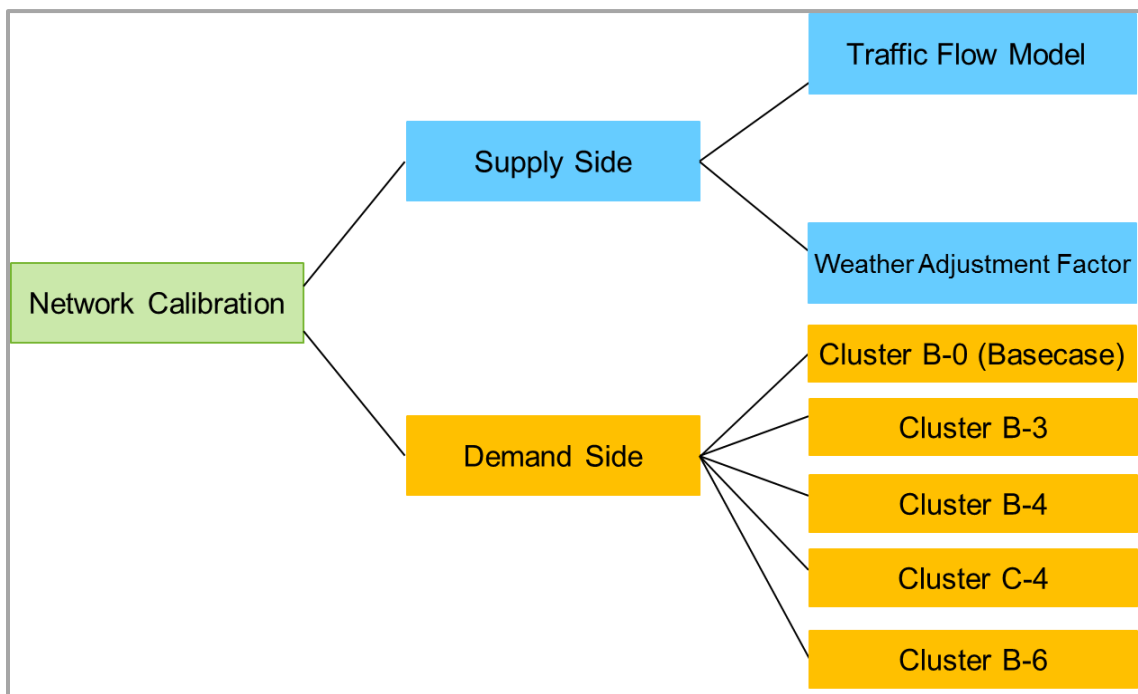 Network Calibration
Supply Side
Traffic Flow Model
Weather Adjustment Factor
Demand Side
Cluster B-0 (Basecase)
Cluster B-3
Cluster B-4
Cluster C-4
Cluster B-6